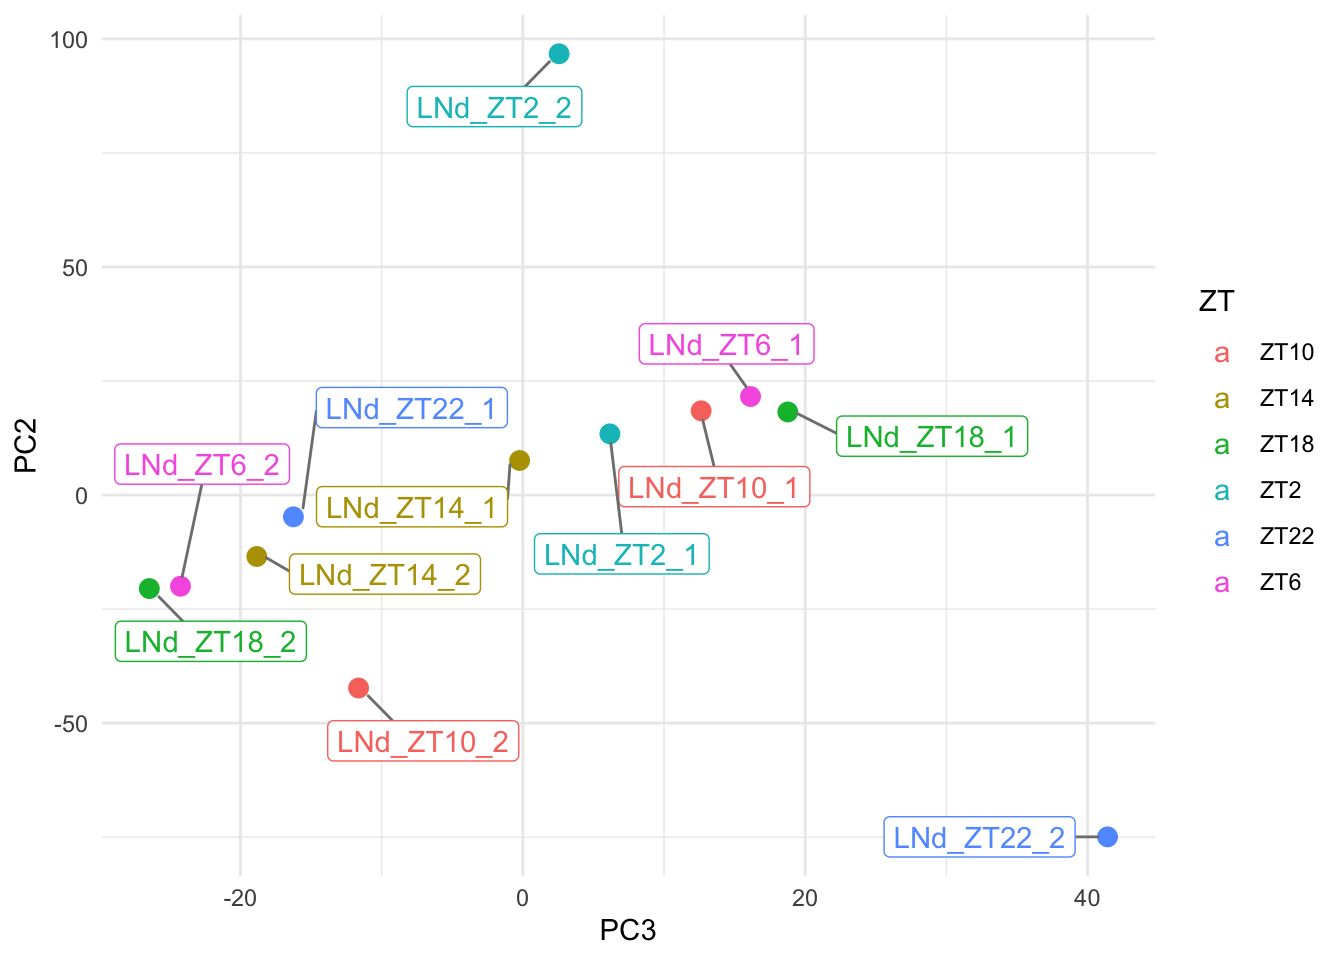 100
50
0
-50
PC2
LNd_ZT2_2
LNd_ZT6_1
LNd_ZT22_1
LNd_ZT18_1
LNd_ZT6_2
LNd_ZT10_1
LNd_ZT14_1
LNd_ZT2_1
LNd_ZT14_2
LNd_ZT18_2
LNd_ZT10_2
LNd_ZT22_2
-20
0
20
40
PC3
ZT
a ZT10
a ZT14
a ZT18
a ZT2
a ZT22
a ZT6